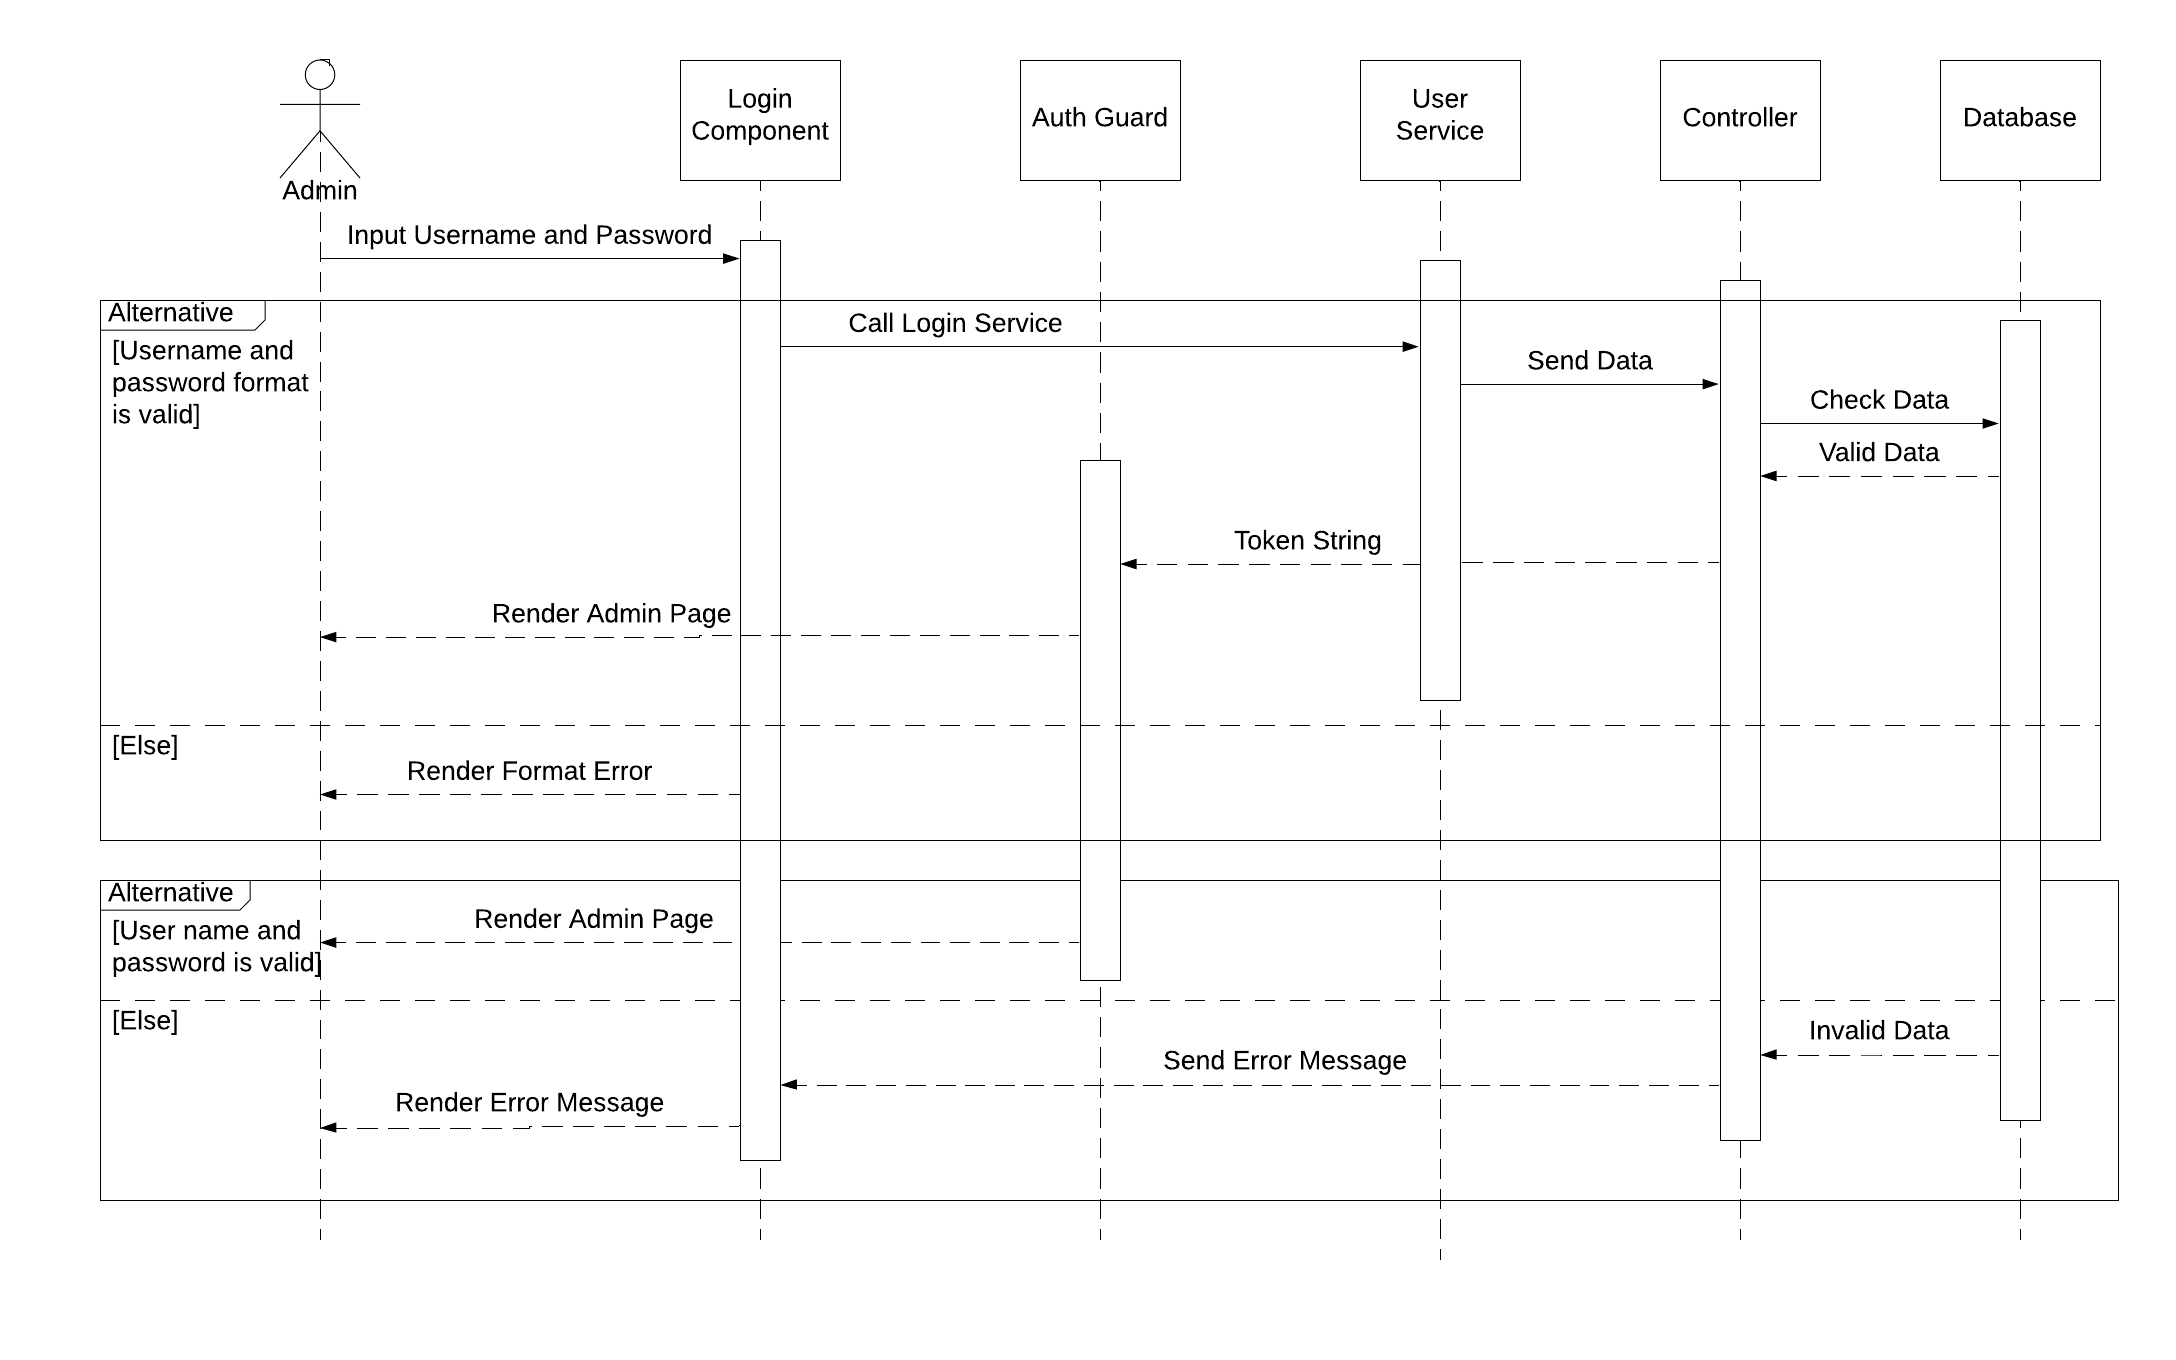 Login
Component
Auth Guard
User
Service
Controller
Database
Admin
Input Username and Password
Alternative
[Username and
password format
is valid]
Call Login Service
Send Data
Check Data
Valid Data
Token String
Render Admin Page
[Else]
Render Format Error
Alternative
[User name and
password is valid]
Render Admin Page
[Else]
Invalid Data
Send Error Message
Render Error Message